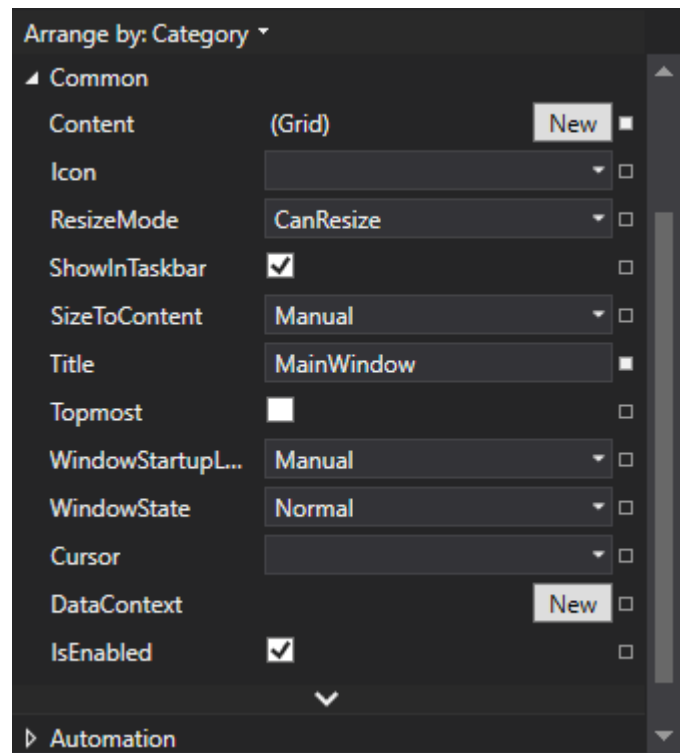 Arrange by: Category
Common
Content (Grid) New
Icon
ResizeMode CanResize
ShowInTaskbar
SizeToContent Manual
Title MainWindow
Topmost
WindowStartupL... Manual
WindowState Normal
Cursor
DataContext New
IsEnabled
Automation